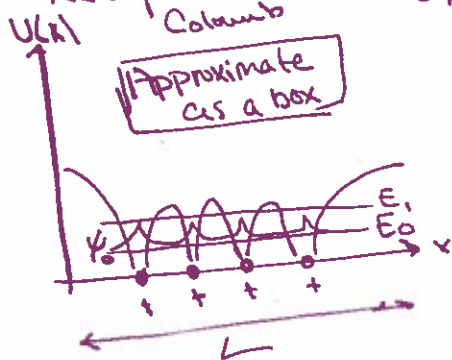 U(x)
Coloumb
Approximate
as a box
E₁
ψ₀
E₀
x
+ + + +
L